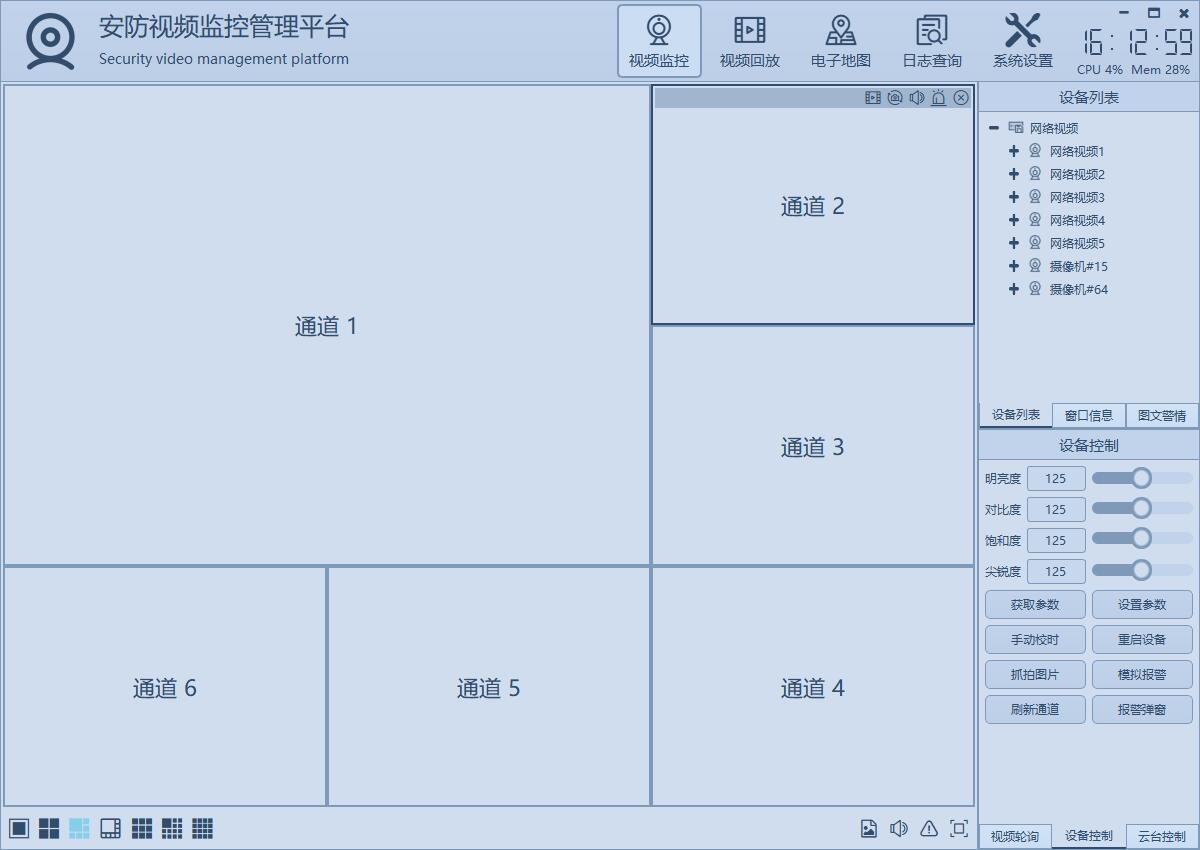 安防视频监控管理平台
Security video management platform
视频监控
视频回放
电子地图
日志查询
系统设置
16:12:59
CPU 4% Mem 28%
通道 1
通道 2
通道 3
通道 6
通道 5
通道 4
设备列表
网络视频
网络视频1
网络视频2
网络视频3
网络视频4
网络视频5
摄像机#15
摄像机#64
设备列表
窗口信息
图文警情
设备控制
明亮度 125
对比度 125
饱和度 125
尖锐度 125
获取参数
设置参数
手动校时
重启设备
抓拍图片
模拟报警
刷新通道
报警弹窗
视频轮询
设备控制
云台控制